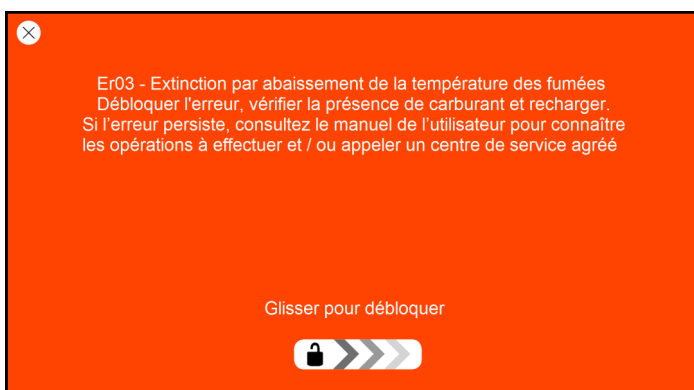 Er03 - Extinction par abaissement de la température des fumées
Débloquer l'erreur, vérifier la présence de carburant et recharger.
Si l’erreur persiste, consultez le manuel de l’utilisateur pour connaître
les opérations à effectuer et / ou appeler un centre de service agréé
Glisser pour débloquer